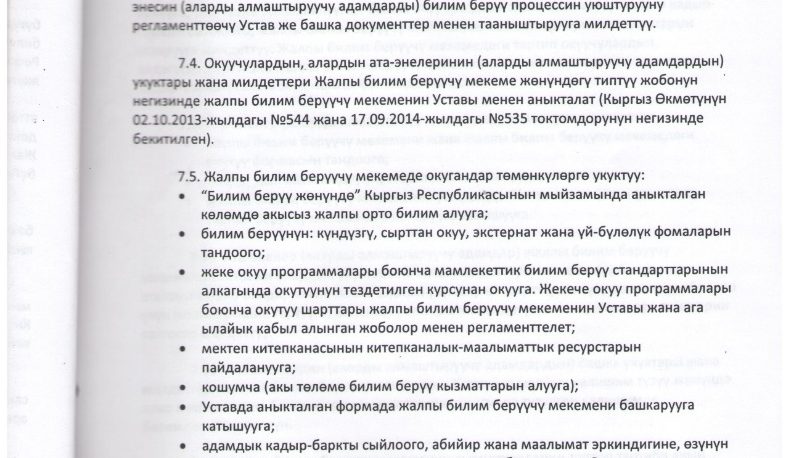 энесин (аларды алмаштыруучу адамдарды) билим берүү процессин уюштурууну
регламенттөөчү Устав же башка документтер менен тааныштырууга милдеттүү.
7.4. Окуучулардын, алардын ата-энелеринин (аларды алмаштыруучу адамдардын)
укуктары жана милдеттери Жалпы билим берүүчү мекеме жөнүндөгү типтүү жобонун
негизинде жалпы билим берүүчү мекеменин Уставы менен аныкталат (Кыргыз Өкмөтүнүн
02.10.2013-жылдагы №544 жана 17.09.2014-жылдагы №535 токтомдорунун негизинде
бекитилген).
7.5. Жалпы билим берүүчү мекемеде окугандар төмөнкүлөргө укуктуу:
• “Билим берүү жөнүндө” Кыргыз Республикасынын мыйзамында аныкталган
көлөмдө акысыз жалпы орто билим алууга;
• билим берүүнүн: күндүзгү, сырттан окуу, экстернат жана үй-бүлөлүк фомаларын
тандоого;
• жеке окуу программалары боюнча мамлекеттик билим берүү стандарттарынын
алкагында окутуунун тездетилген курсунан окууга. Жекече окуу программалары
боюнча окутуу шарттары жалпы билим берүүчү мекеменин Уставы жана ага
ылайык кабыл алынган жоболор менен регламенттелет;
• мектеп китепканасынын китепканалык-маалыматтык ресурстарын
пайдаланууга;
• кошумча (акы төлөмө билим берүү кызматтарын алууга);
• Уставда аныкталган формада жалпы билим берүүчү мекемени башкарууга
катышууга;
• адамдык кадыр-баркты сыйлоого, абийир жана маалымат эркиндигине, өзүнүн